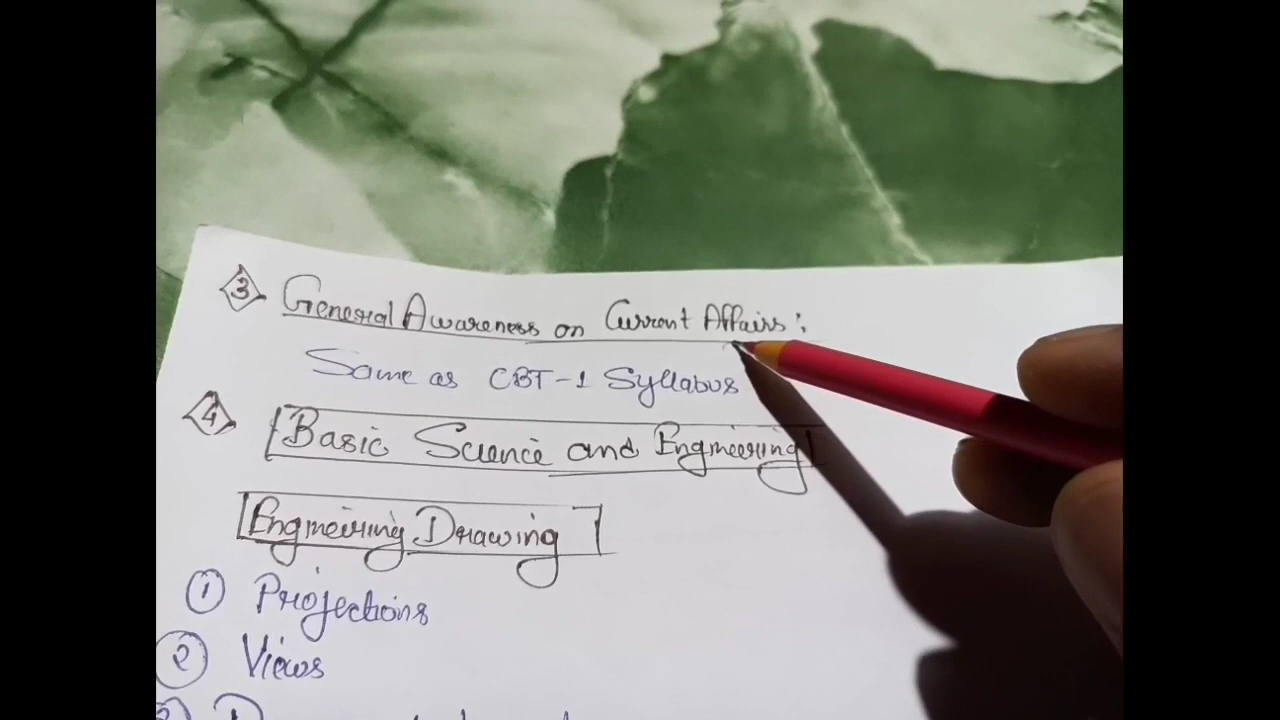 3 General Awareness on Current Affairs:
Same as CBT-1 Syllabus
4 Basic Science and Engineering
Engineering Drawing
1 Projections
2 Views